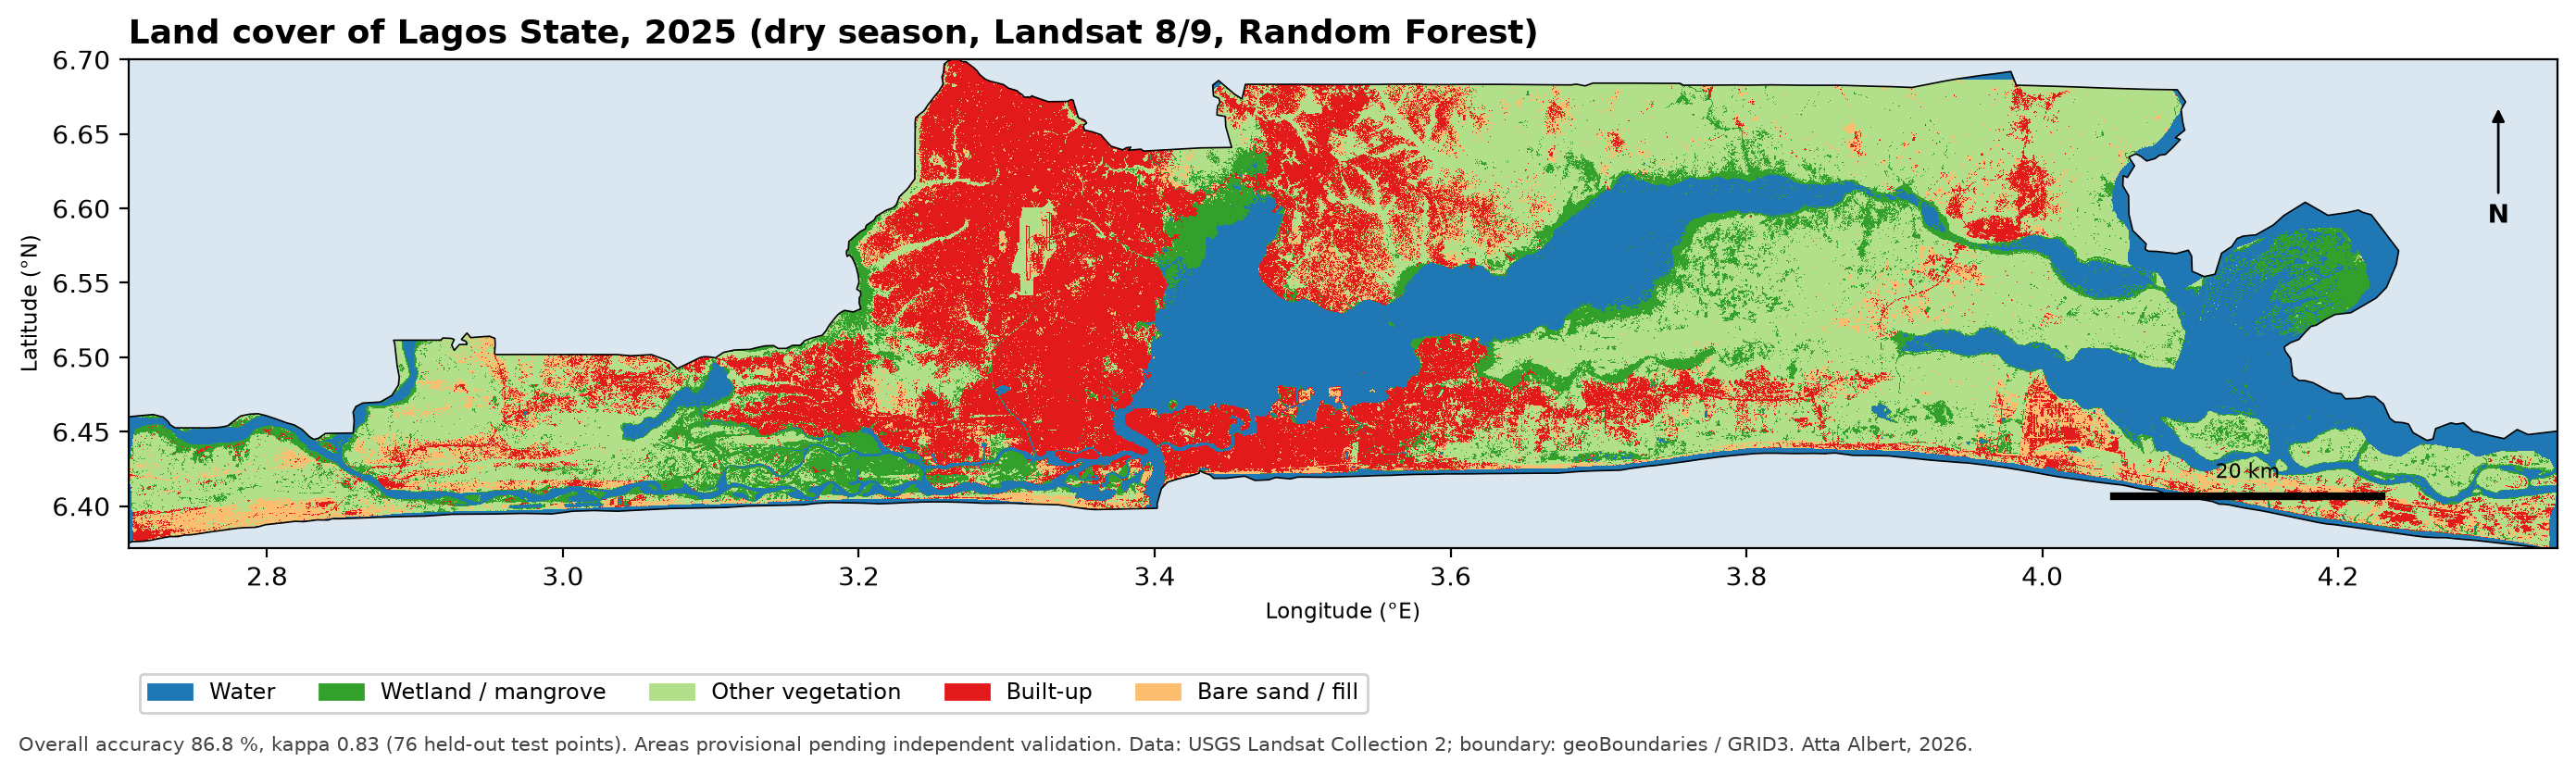 Land cover of Lagos State, 2025 (dry season, Landsat 8/9, Random Forest)
6.70
6.65
6.60
6.55
6.50
6.45
6.40
Latitude (°N)
N
20 km
2.8 3.0 3.2 3.4 3.6 3.8 4.0 4.2
Longitude (°E)
Water Wetland / mangrove Other vegetation Built-up Bare sand / fill
Overall accuracy 86.8 %, kappa 0.83 (76 held-out test points). Areas provisional pending independent validation. Data: USGS Landsat Collection 2; boundary: geoBoundaries / GRID3. Atta Albert, 2026.